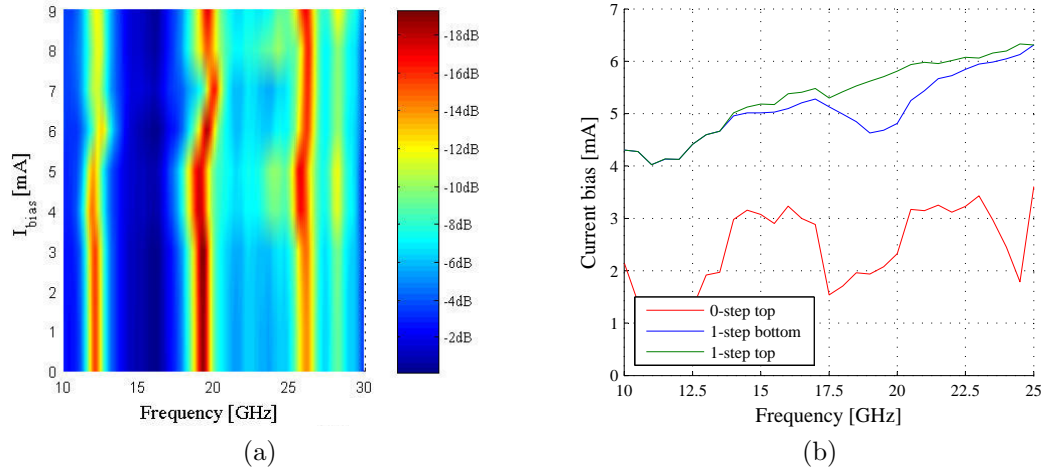 9
8
7
6
5
4
3
2
1
0
I_bias [mA]
10 15 20 25 30
Frequency [GHz]
-18dB
-16dB
-14dB
-12dB
-10dB
-8dB
-6dB
-4dB
-2dB
(a)
7
6
5
4
3
2
1
0
Current bias [mA]
0-step top
1-step bottom
1-step top
10 12.5 15 17.5 20 22.5 25
Frequency [GHz]
(b)